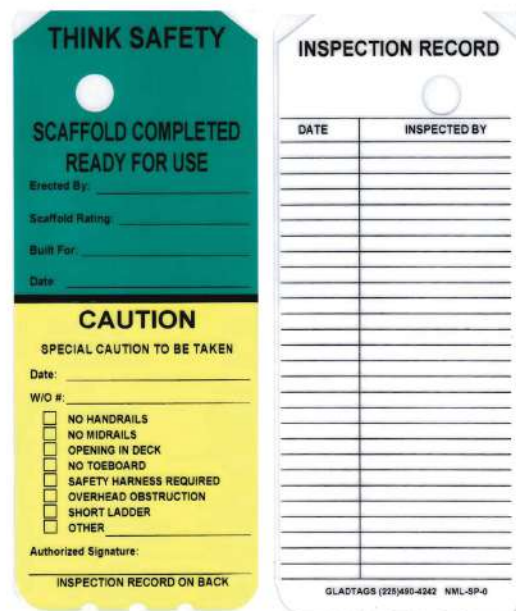 THINK SAFETY
SCAFFOLD COMPLETED
READY FOR USE
Erected By:
Scaffold Rating:
Built For:
Date
CAUTION
SPECIAL CAUTION TO BE TAKEN
Date:
W/O #:
NO HANDRAILS
NO MIDRAILS
OPENING IN DECK
NO TOEBOARD
SAFETY HARNESS REQUIRED
OVERHEAD OBSTRUCTION
SHORT LADDER
OTHER
Authorized Signature:
INSPECTION RECORD ON BACK
INSPECTION RECORD
DATE INSPECTED BY
GLADTAGS (225)490-4242 NML-SP-0